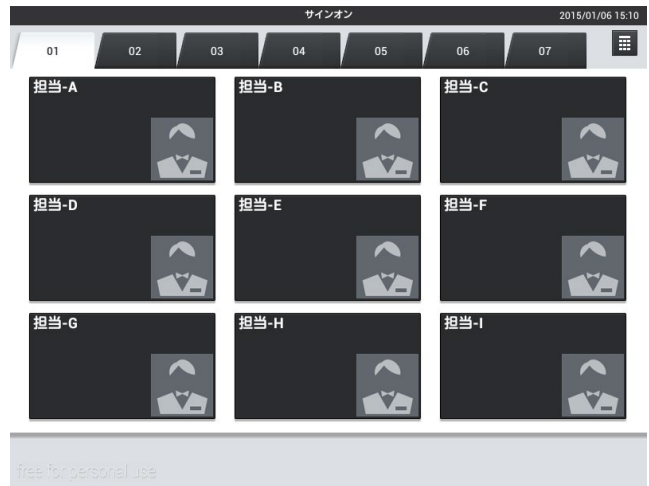 サインオン 2015/01/06 15:10
01 02 03 04 05 06 07
担当-A 担当-B 担当-C
担当-D 担当-E 担当-F
担当-G 担当-H 担当-I
free for personal use